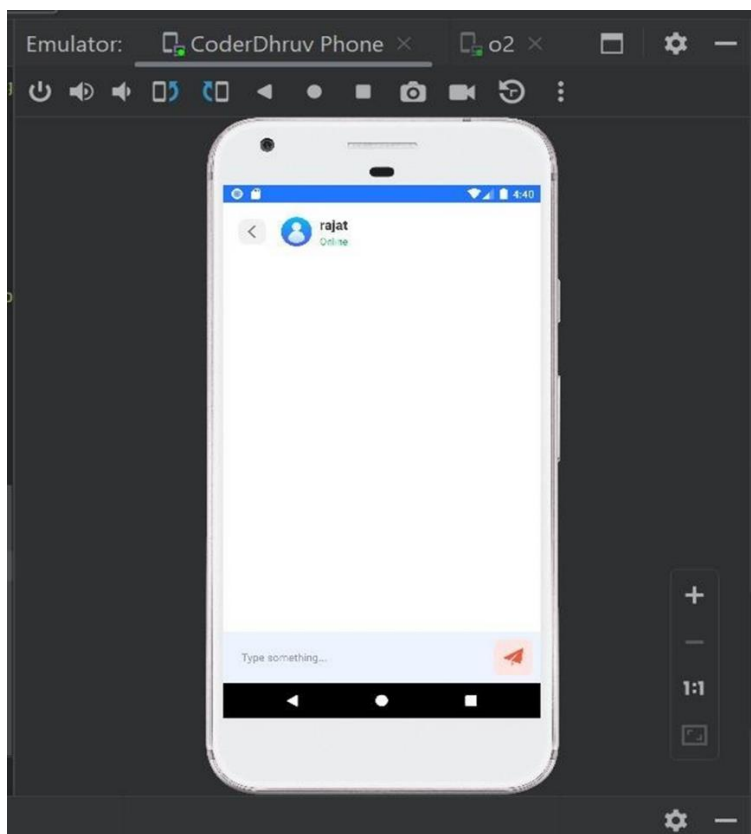 Emulator: CoderDhruv Phone o2
4:40
rajat
Online
Type something...
1:1